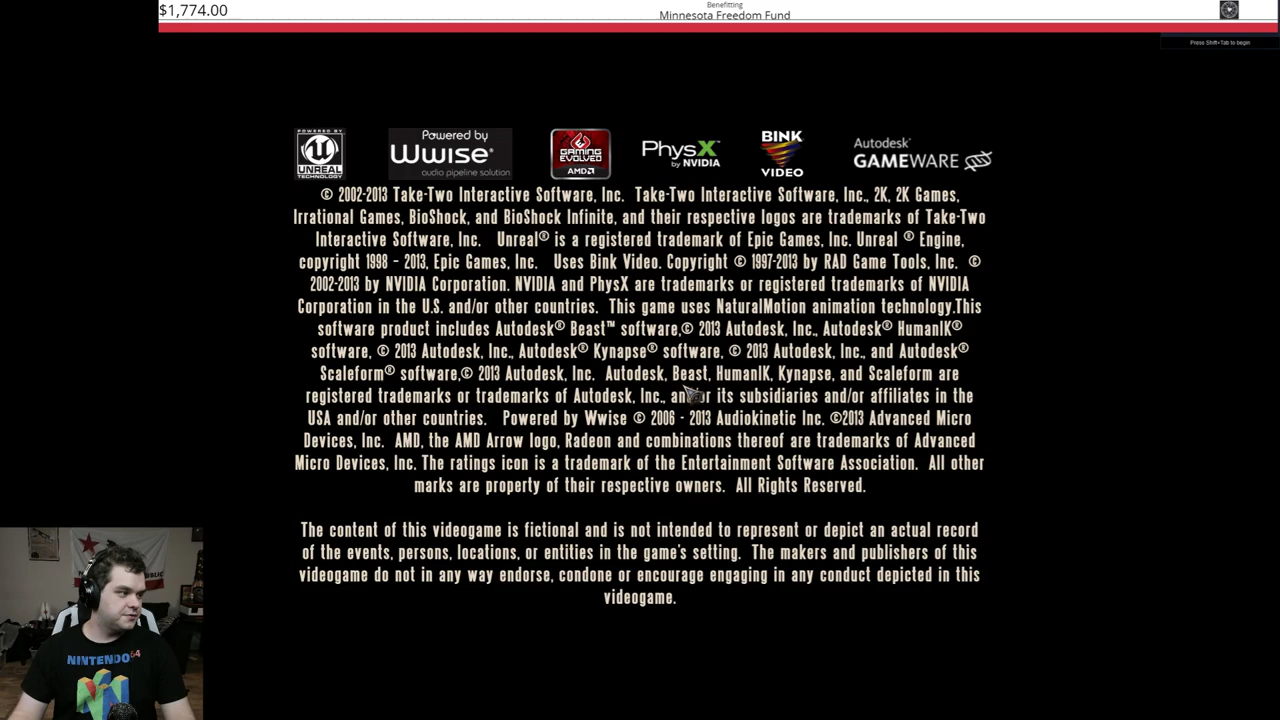 $1,774.00
Benefitting
Minnesota Freedom Fund
Press Shift+Tab to begin
POWERED BY
UNREAL
TECHNOLOGY
Powered by
Wwise®
audio pipeline solution
GAMING
EVOLVED
AMD
PhysX
by NVIDIA
BINK
VIDEO
Autodesk®
GAMEWARE
© 2002-2013 Take-Two Interactive Software, Inc. Take-Two Interactive Software, Inc., 2K, 2K Games,
Irrational Games, BioShock, and BioShock Infinite, and their respective logos are trademarks of Take-Two
Interactive Software, Inc. Unreal® is a registered trademark of Epic Games, Inc. Unreal ® Engine,
copyright 1998 - 2013, Epic Games, Inc. Uses Bink Video. Copyright © 1997-2013 by RAD Game Tools, Inc. ©
2002-2013 by NVIDIA Corporation. NVIDIA and PhysX are trademarks or registered trademarks of NVIDIA
Corporation in the U.S. and/or other countries. This game uses NaturalMotion animation technology.This
software product includes Autodesk® Beast™ software,© 2013 Autodesk, Inc., Autodesk® HumanIK®
software, © 2013 Autodesk, Inc., Autodesk® Kynapse® software, © 2013 Autodesk, Inc., and Autodesk®
Scaleform® software,© 2013 Autodesk, Inc. Autodesk, Beast, HumanIK, Kynapse, and Scaleform are
registered trademarks or trademarks of Autodesk, Inc., and/or its subsidiaries and/or affiliates in the
USA and/or other countries. Powered by Wwise © 2006 - 2013 Audiokinetic Inc. ©2013 Advanced Micro
Devices, Inc. AMD, the AMD Arrow logo, Radeon and combinations thereof are trademarks of Advanced
Micro Devices, Inc. The ratings icon is a trademark of the Entertainment Software Association. All other
marks are property of their respective owners. All Rights Reserved.
The content of this videogame is fictional and is not intended to represent or depict an actual record
of the events, persons, locations, or entities in the game's setting. The makers and publishers of this
videogame do not in any way endorse, condone or encourage engaging in any conduct depicted in this
videogame.
NINTENDO 64